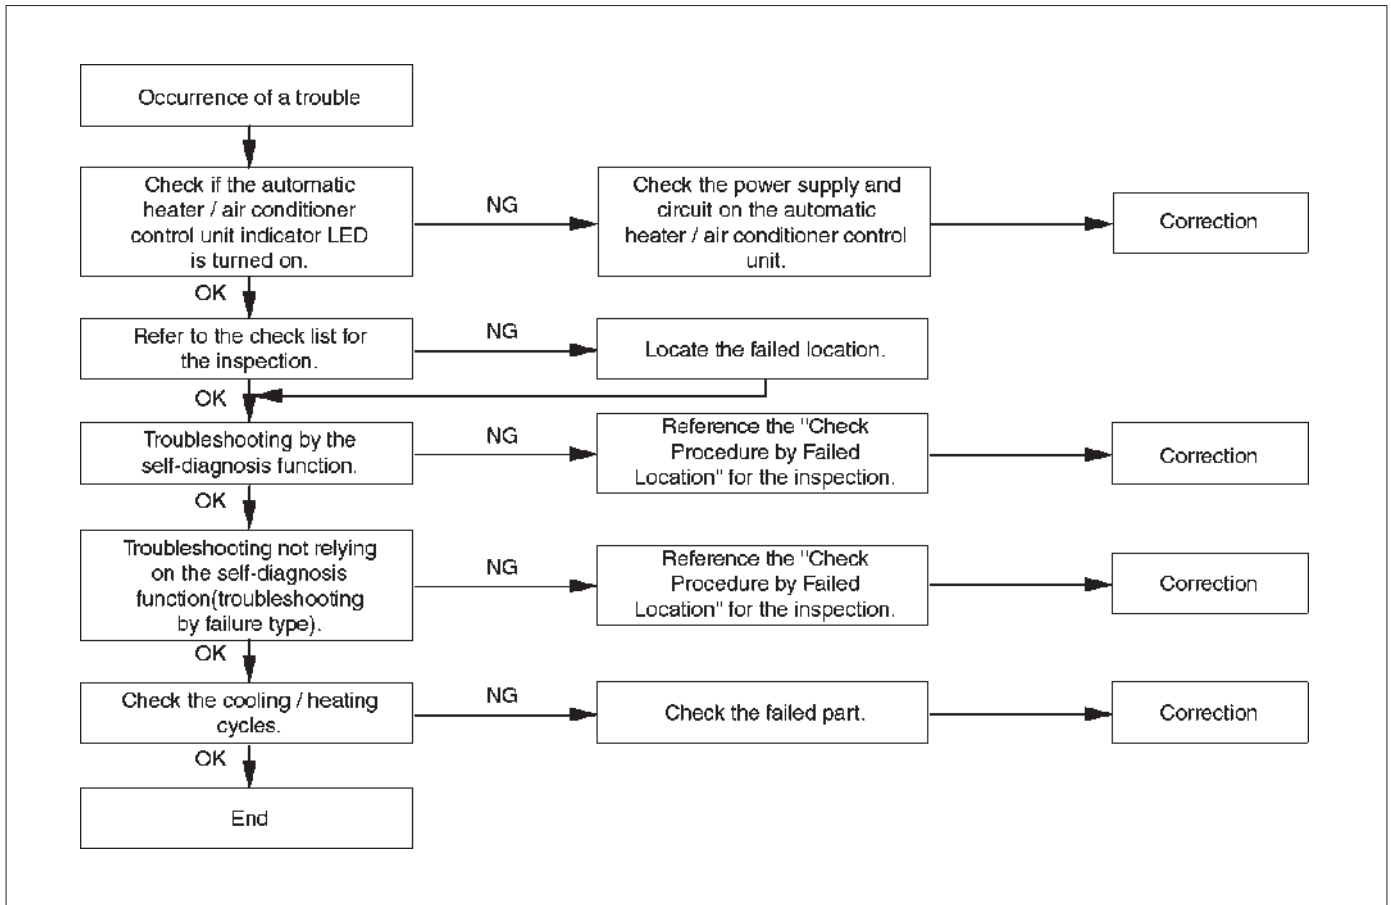 Occurrence of a trouble
Check if the automatic
heater / air conditioner
control unit indicator LED
is turned on.
NG
Check the power supply and
circuit on the automatic
heater / air conditioner control
unit.
Correction
OK
Refer to the check list for
the inspection.
NG
Locate the failed location.
OK
Troubleshooting by the
self-diagnosis function.
NG
Reference the "Check
Procedure by Failed
Location" for the inspection.
Correction
OK
Troubleshooting not relying
on the self-diagnosis
function(troubleshooting
by failure type).
NG
Reference the "Check
Procedure by Failed
Location" for the inspection.
Correction
OK
Check the cooling / heating
cycles.
NG
Check the failed part.
Correction
OK
End